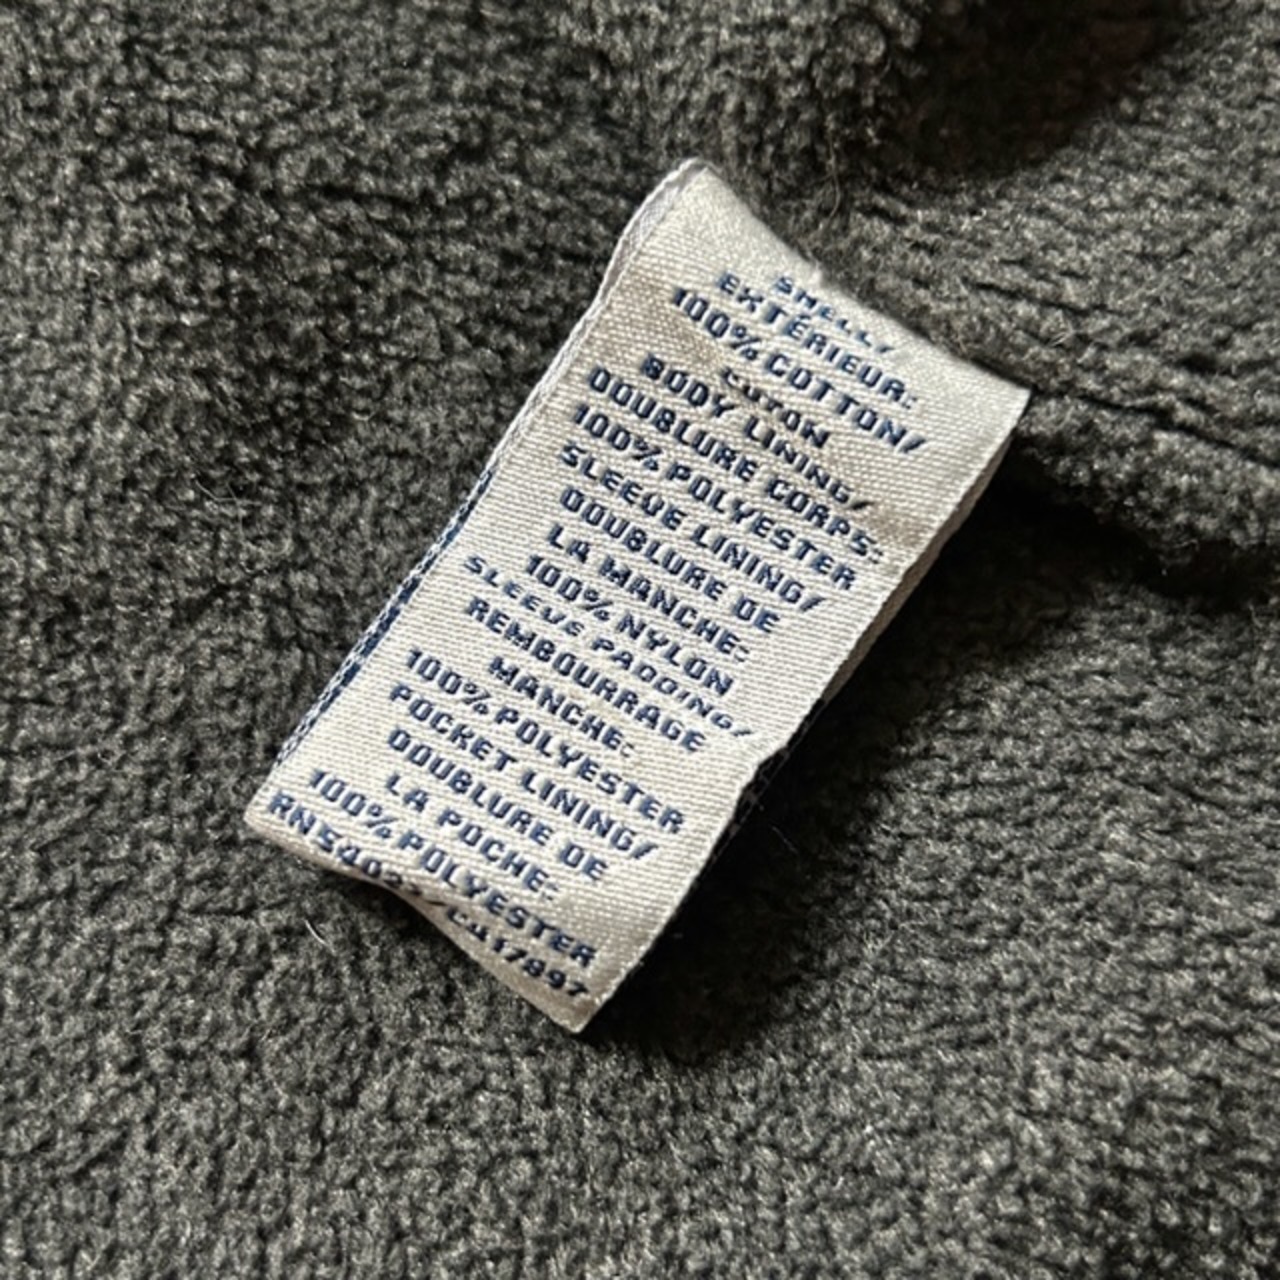 SHELL/
EXTÉRIEUR:
100% COTTON/
COTON
BODY LINING/
DOUBLURE CORPS:
100% POLYESTER
SLEEVE LINING/
DOUBLURE DE
LA MANCHE:
100% NYLON
SLEEVE PADDING/
REMBOURRAGE
MANCHE:
100% POLYESTER
POCKET LINING/
DOUBLURE DE
LA POCHE:
100% POLYESTER